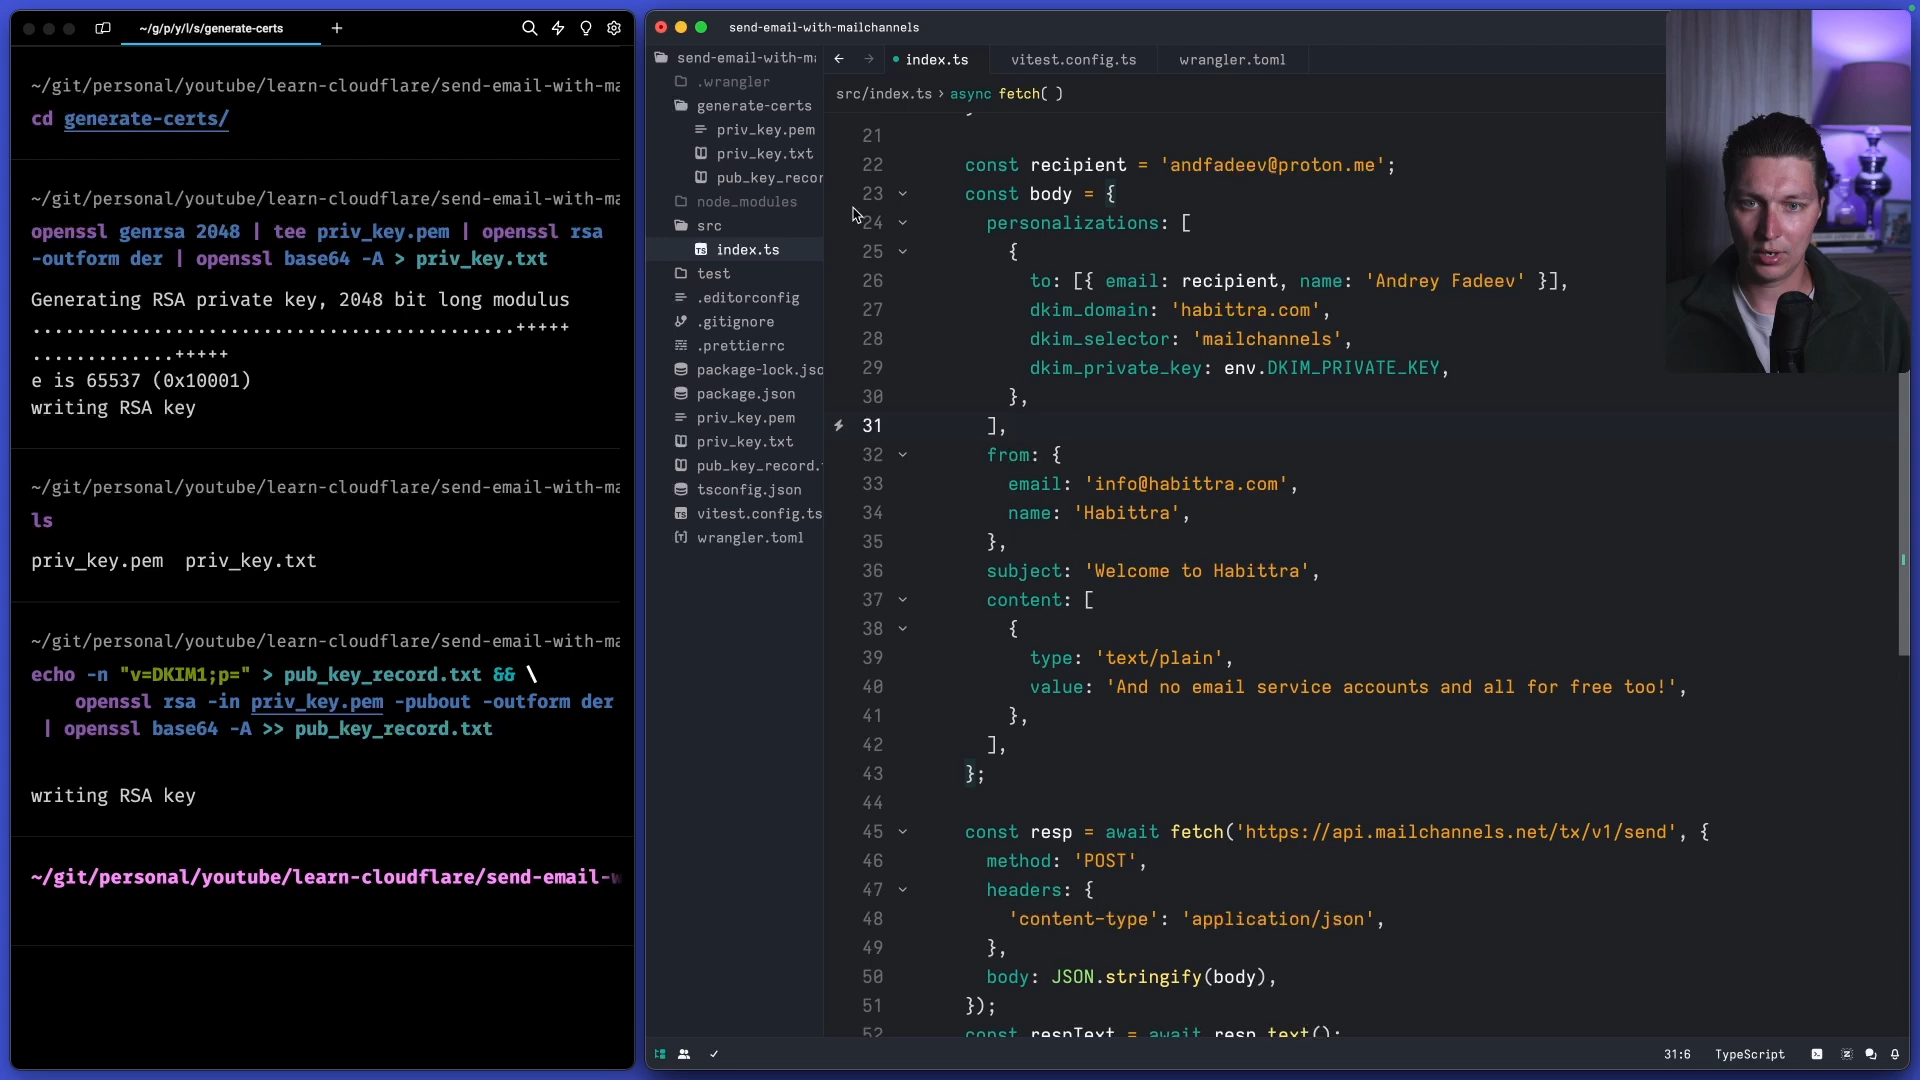 ~/g/p/y/l/s/generate-certs
~/git/personal/youtube/learn-cloudflare/send-email-with-ma
cd generate-certs/
~/git/personal/youtube/learn-cloudflare/send-email-with-ma
openssl genrsa 2048 | tee priv_key.pem | openssl rsa
-outform der | openssl base64 -A > priv_key.txt
Generating RSA private key, 2048 bit long modulus
............................................+++++
.............+++++
e is 65537 (0x10001)
writing RSA key
~/git/personal/youtube/learn-cloudflare/send-email-with-ma
ls
priv_key.pem  priv_key.txt
~/git/personal/youtube/learn-cloudflare/send-email-with-ma
echo -n "v=DKIM1;p=" > pub_key_record.txt && \
openssl rsa -in priv_key.pem -pubout -outform der
| openssl base64 -A >> pub_key_record.txt
writing RSA key
~/git/personal/youtube/learn-cloudflare/send-email-w
send-email-with-mailchannels
send-email-with-ma
.wrangler
generate-certs
priv_key.pem
priv_key.txt
pub_key_recor
node_modules
src
index.ts
test
.editorconfig
.gitignore
.prettierrc
package-lock.jso
package.json
priv_key.pem
priv_key.txt
pub_key_record.
tsconfig.json
vitest.config.ts
wrangler.toml
index.ts
vitest.config.ts
wrangler.toml
src/index.ts › async fetch( )
21
22 const recipient = 'andfadeev@proton.me';
23 const body = {
24 personalizations: [
25 {
26 to: [{ email: recipient, name: 'Andrey Fadeev' }],
27 dkim_domain: 'habittra.com',
28 dkim_selector: 'mailchannels',
29 dkim_private_key: env.DKIM_PRIVATE_KEY,
30 },
31 ],
32 from: {
33 email: 'info@habittra.com',
34 name: 'Habittra',
35 },
36 subject: 'Welcome to Habittra',
37 content: [
38 {
39 type: 'text/plain',
40 value: 'And no email service accounts and all for free too!',
41 },
42 ],
43 };
44
45 const resp = await fetch('https://api.mailchannels.net/tx/v1/send', {
46 method: 'POST',
47 headers: {
48 'content-type': 'application/json',
49 },
50 body: JSON.stringify(body),
51 });
52 const respText = await resp.text();
31:6
TypeScript